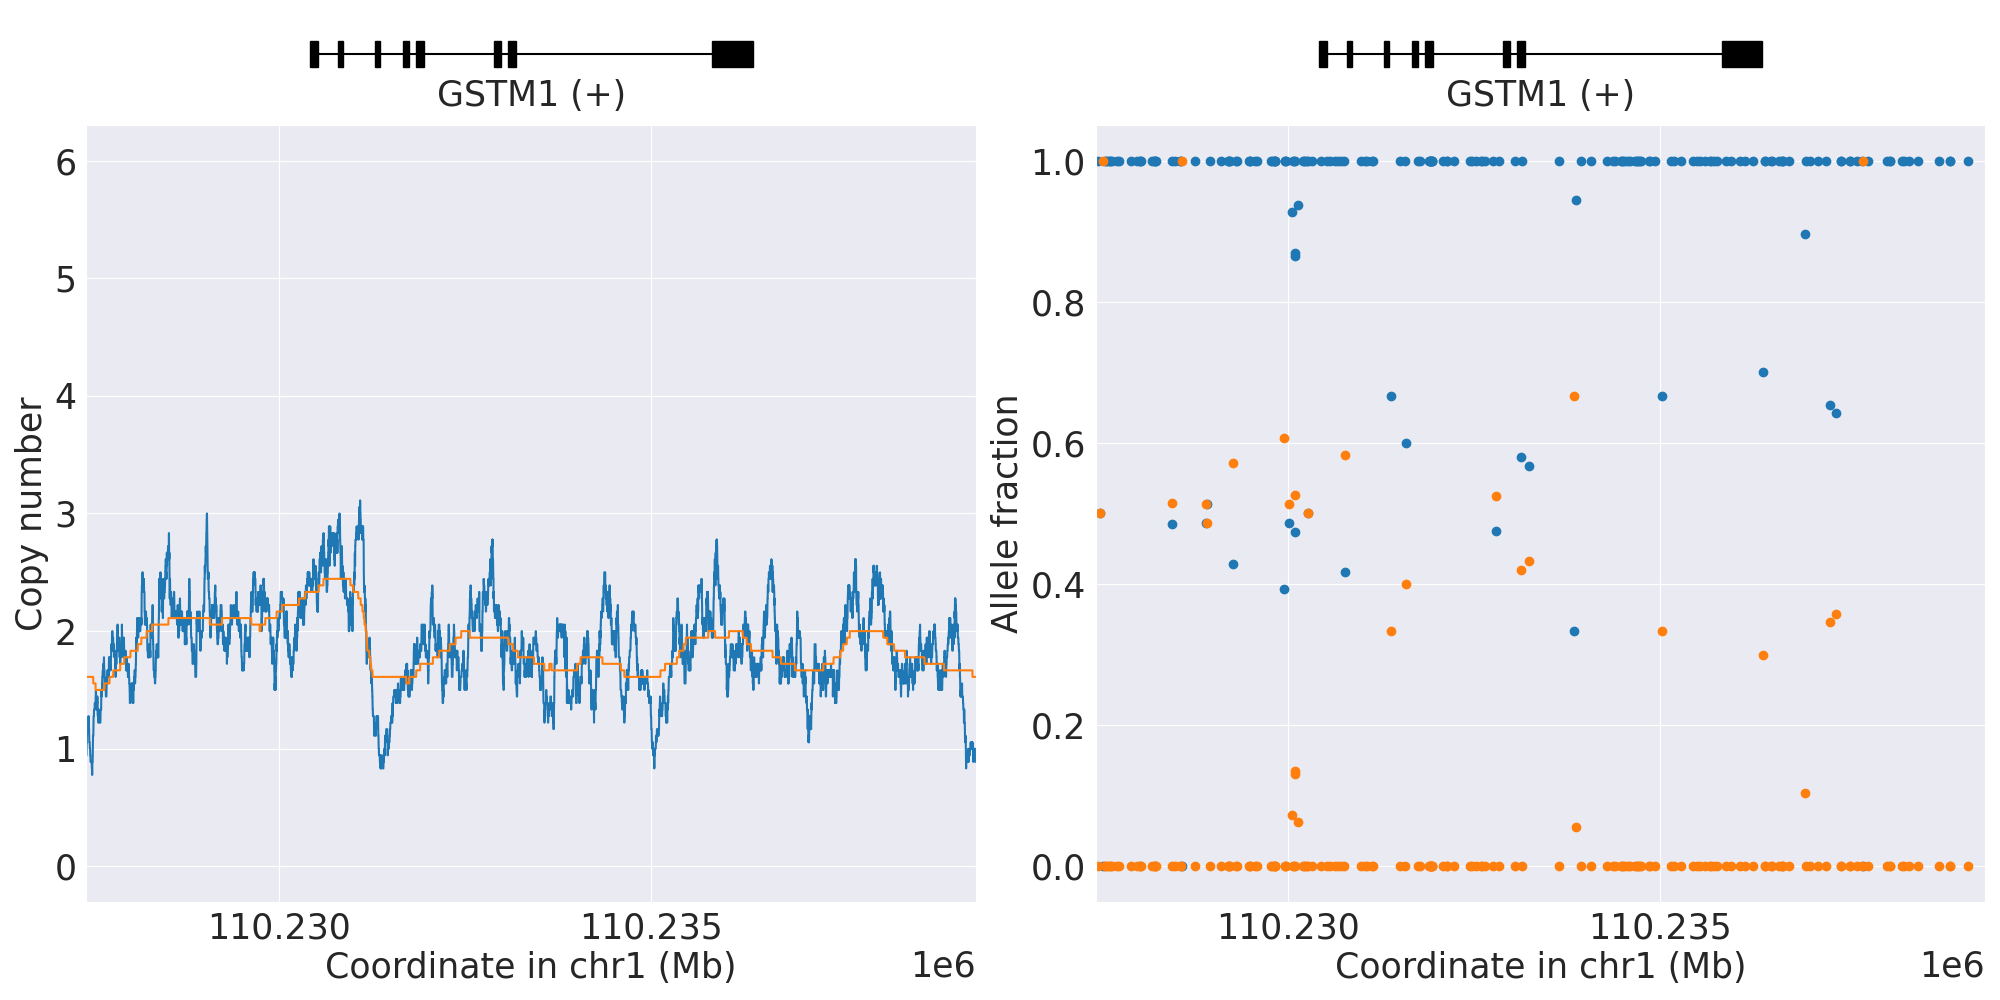 GSTM1 (+)
6
5
4
3
2
1
0
Copy number
110.230
110.235
Coordinate in chr1 (Mb)
1e6
GSTM1 (+)
1.0
0.8
0.6
0.4
0.2
0.0
Allele fraction
110.230
110.235
Coordinate in chr1 (Mb)
1e6